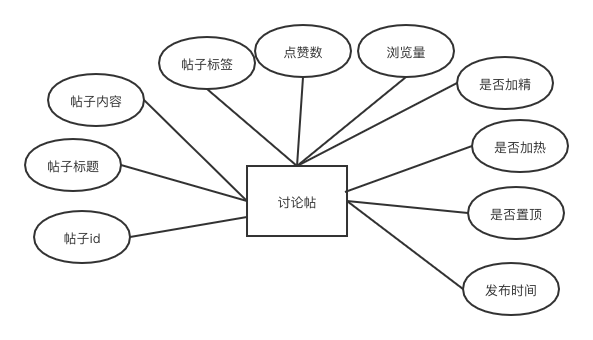 点赞数
浏览量
帖子标签
是否加精
帖子内容
是否加热
帖子标题
讨论帖
是否置顶
帖子id
发布时间